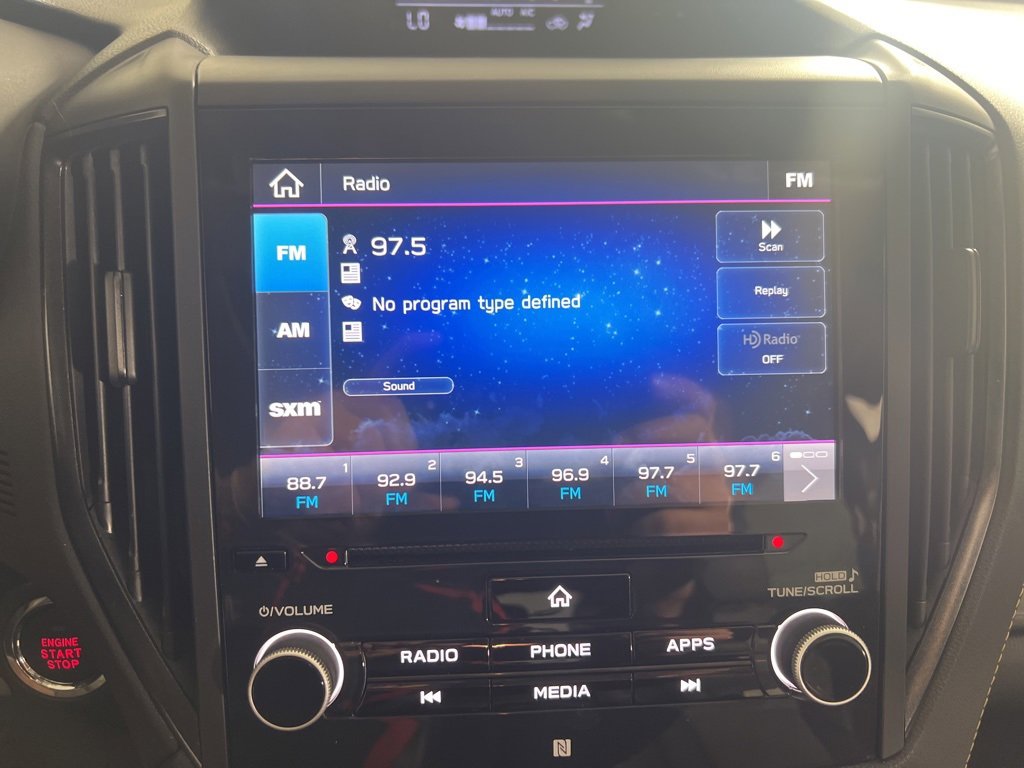 LO
AUTO A/C
Radio
FM
FM
97.5
Scan
Replay
No program type defined
AM
HD Radio
OFF
Sound
sxm
1
2
3
4
5
6
88.7
92.9
94.5
96.9
97.7
97.7
FM
FM
FM
FM
FM
FM
HOLD
TUNE/SCROLL
/VOLUME
ENGINE
START
STOP
RADIO
PHONE
APPS
MEDIA
N